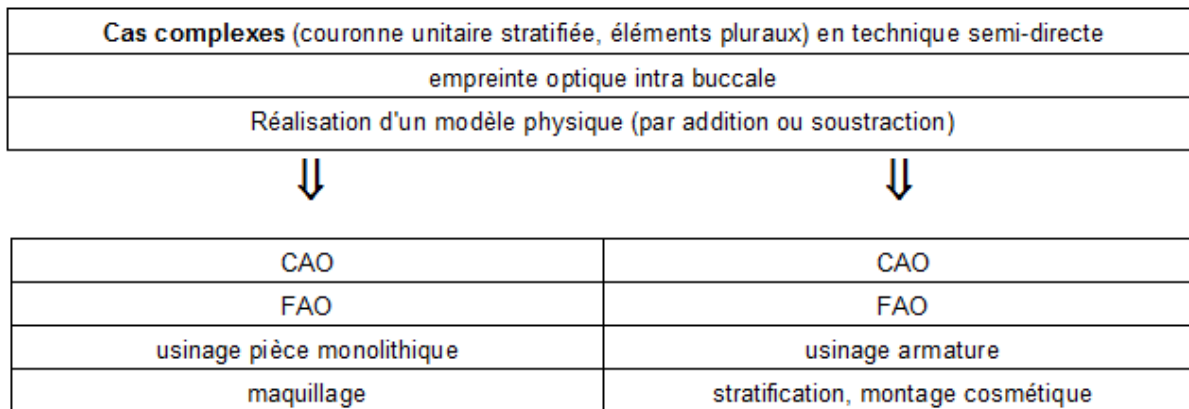 Cas complexes (couronne unitaire stratifiée, éléments pluraux) en technique semi-directe
empreinte optique intra buccale
Réalisation d'un modèle physique (par addition ou soustraction)
⇓ ⇓
CAO CAO
FAO FAO
usinage pièce monolithique usinage armature
maquillage stratification, montage cosmétique